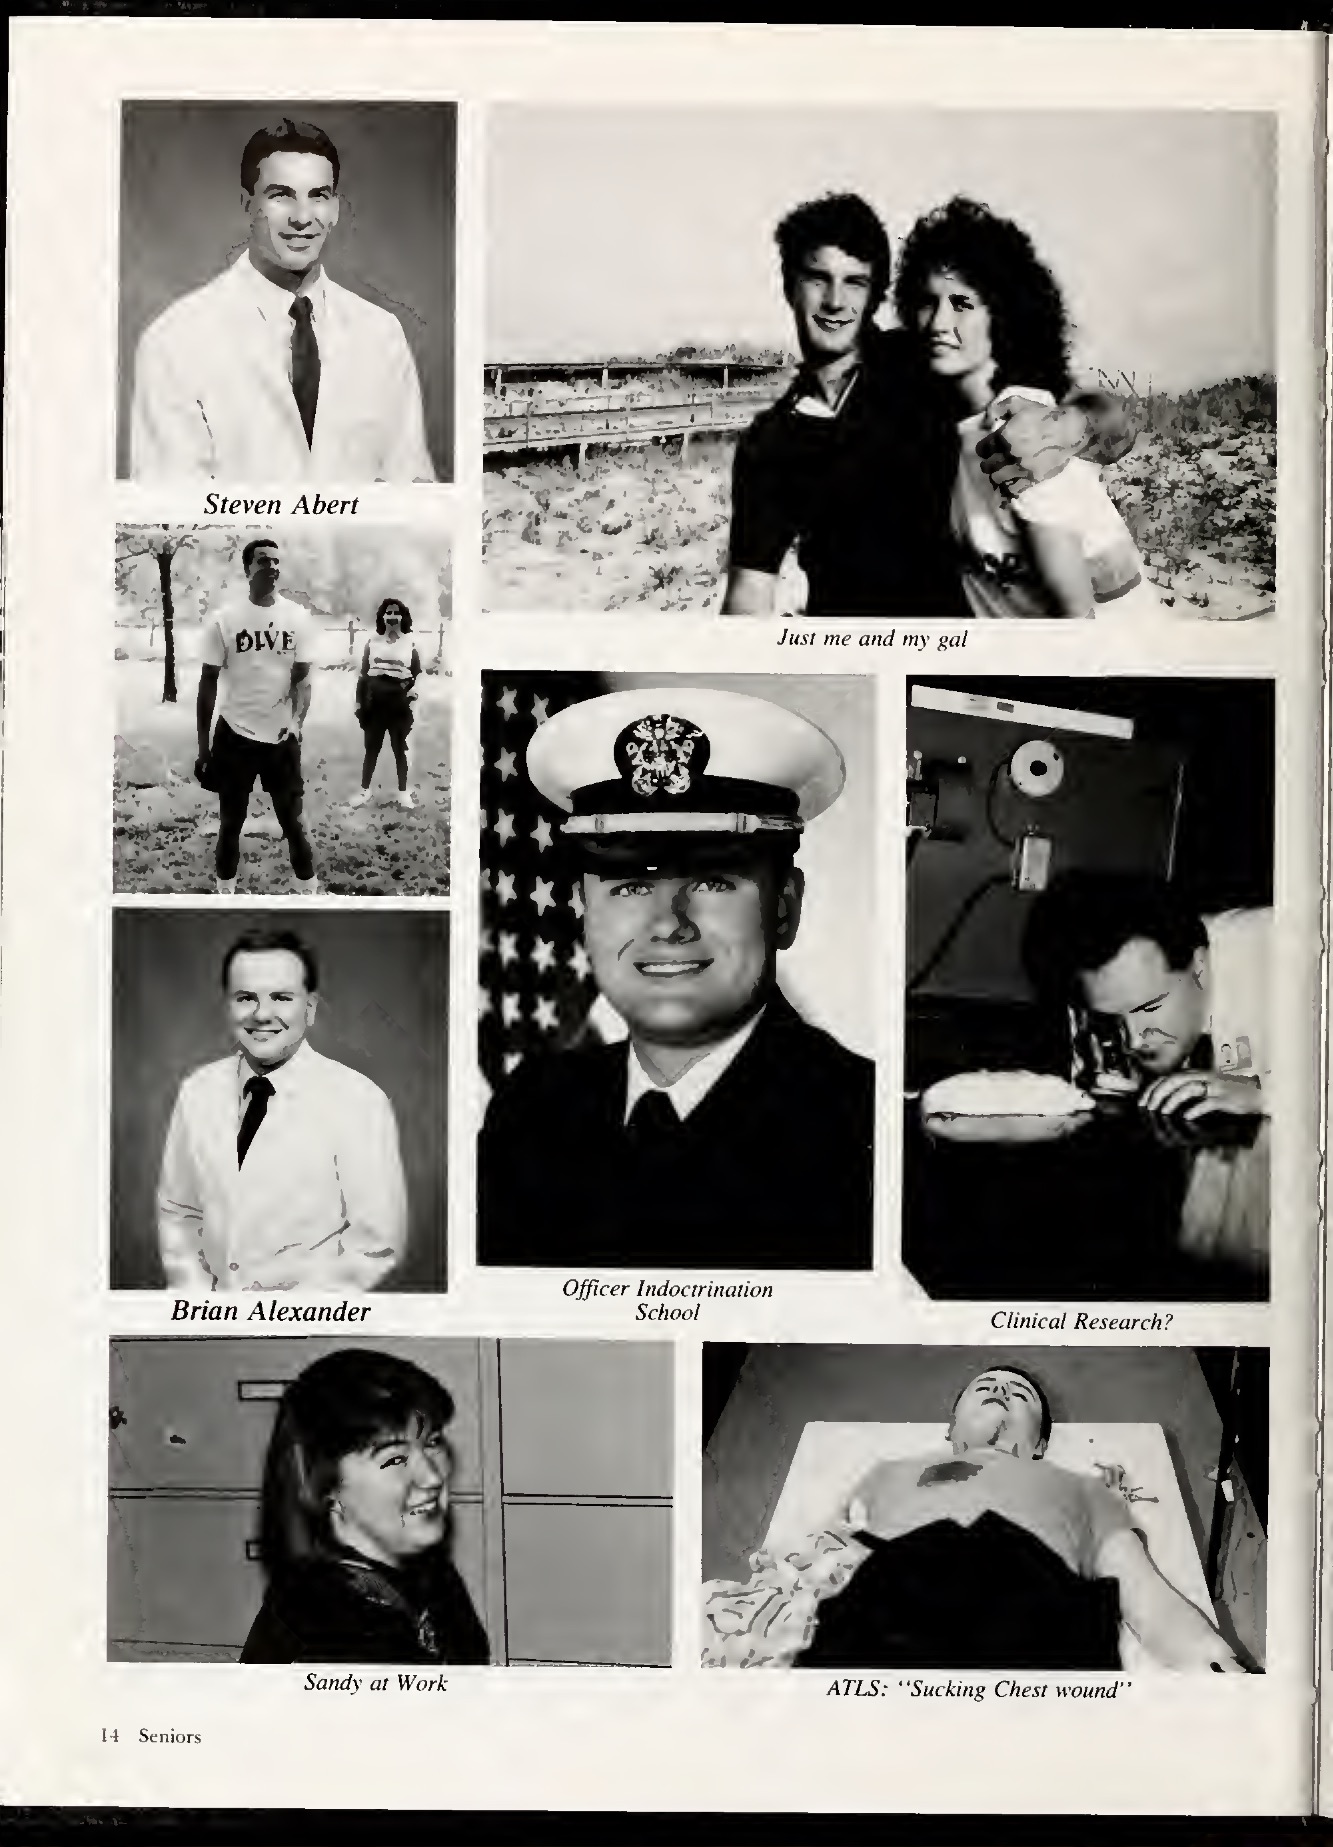 Steven Abert
DIVE
Just me and my gal
Brian Alexander
Officer Indoctrination
School
Clinical Research?
Sandy at Work
ATLS: "Sucking Chest wound"
14 Seniors